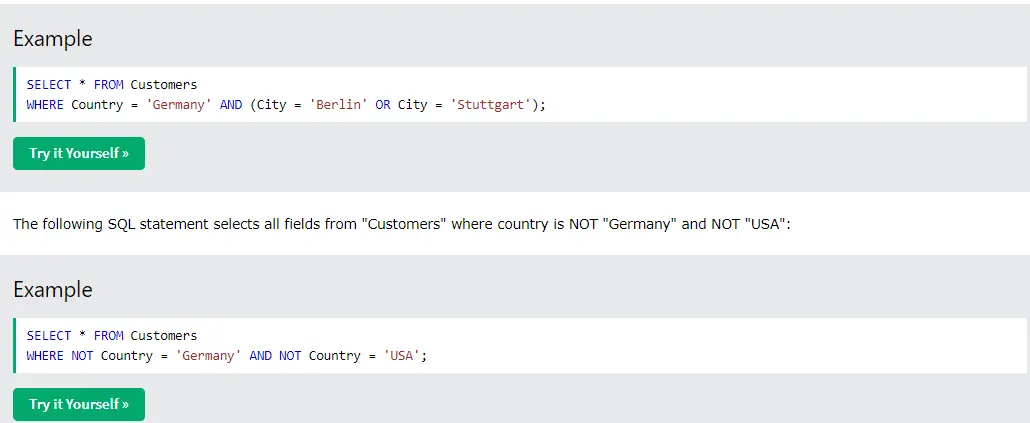 Example
SELECT * FROM Customers
WHERE Country = 'Germany' AND (City = 'Berlin' OR City = 'Stuttgart');
Try it Yourself »
The following SQL statement selects all fields from "Customers" where country is NOT "Germany" and NOT "USA":
Example
SELECT * FROM Customers
WHERE NOT Country = 'Germany' AND NOT Country = 'USA';
Try it Yourself »